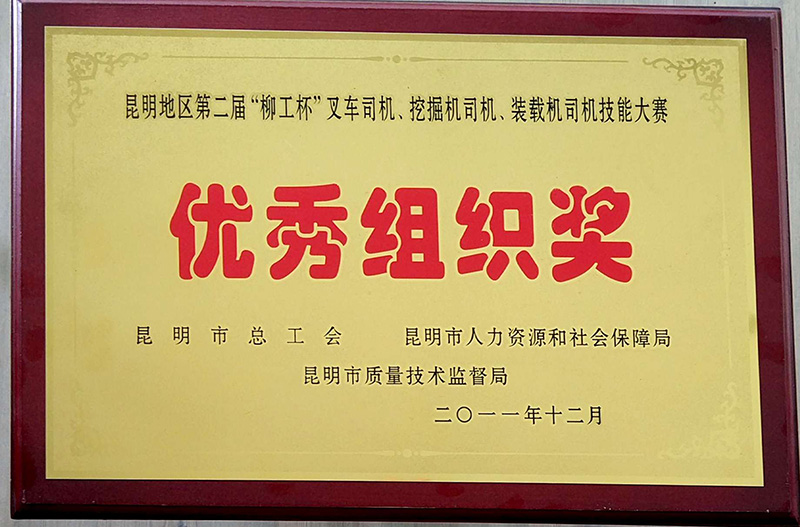 昆明地区第二届“柳工杯”叉车司机、挖掘机司机、装载机司机技能大赛
优秀组织奖
昆明市总工会 昆明市人力资源和社会保障局
昆明市质量技术监督局
二〇一一年十二月